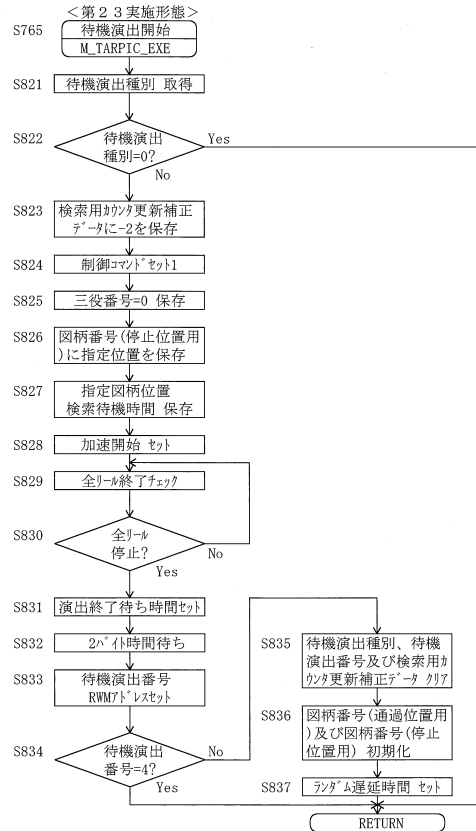 ＜第２３実施形態＞
S765
待機演出開始
M_TARPIC_EXE
S821
待機演出種別 取得
S822
待機演出
種別=0?
Yes
No
S823
検索用ｶｳﾝﾀ更新補正
ﾃﾞｰﾀに-2を保存
S824
制御ｺﾏﾝﾄﾞｾｯﾄ1
S825
三役番号=0 保存
S826
図柄番号(停止位置用
)に指定位置を保存
S827
指定図柄位置
検索待機時間 保存
S828
加速開始 ｾｯﾄ
S829
全ﾘｰﾙ終了ﾁｪｯｸ
S830
全ﾘｰﾙ
停止?
No
Yes
S831
演出終了待ち時間ｾｯﾄ
S832
2ﾊﾞｲﾄ時間待ち
S833
待機演出番号
RWMｱﾄﾞﾚｽｾｯﾄ
S834
待機演出
番号=4?
No
Yes
S835
待機演出種別、待機
演出番号及び検索用ｶ
ｳﾝﾀ更新補正ﾃﾞｰﾀ ｸﾘｱ
S836
図柄番号(通過位置用
)及び図柄番号(停止
位置用) 初期化
S837
ﾗﾝﾀﾞﾑ遅延時間 ｾｯﾄ
RETURN